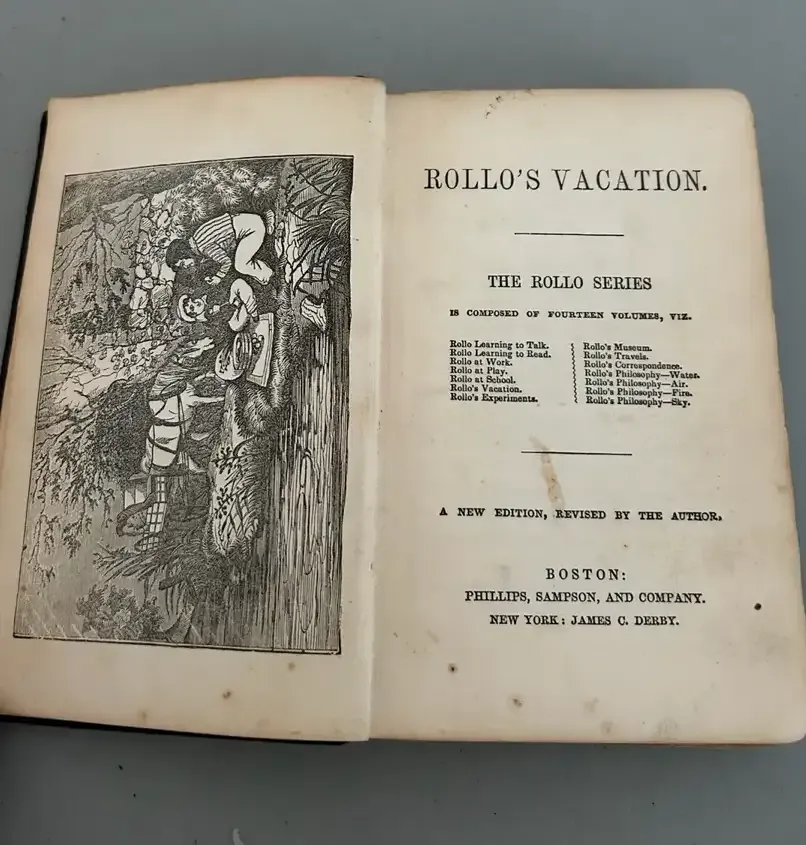 ROLLO'S VACATION.
THE ROLLO SERIES
IS COMPOSED OF FOURTEEN VOLUMES, VIZ.
Rollo Learning to Talk.
Rollo Learning to Read.
Rollo at Work.
Rollo at Play.
Rollo at School.
Rollo's Vacation.
Rollo's Experiments.
Rollo's Museum.
Rollo's Travels.
Rollo's Correspondence.
Rollo's Philosophy—Water.
Rollo's Philosophy—Air.
Rollo's Philosophy—Fire.
Rollo's Philosophy—Sky.
A NEW EDITION, REVISED BY THE AUTHOR.
BOSTON:
PHILLIPS, SAMPSON, AND COMPANY.
NEW YORK: JAMES C. DERBY.